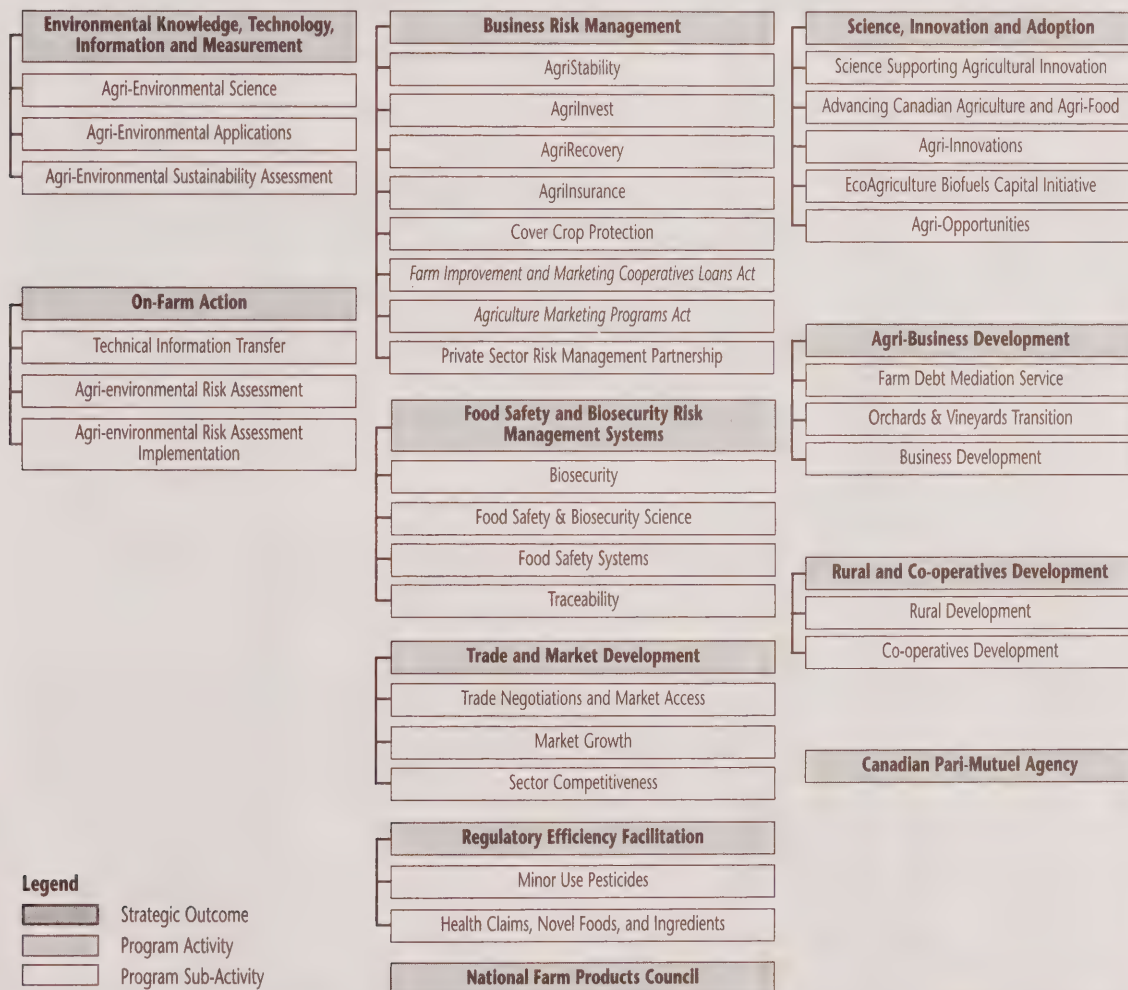 Environmental Knowledge, Technology,
Information and Measurement
Agri-Environmental Science
Agri-Environmental Applications
Agri-Environmental Sustainability Assessment
On-Farm Action
Technical Information Transfer
Agri-environmental Risk Assessment
Agri-environmental Risk Assessment
Implementation
Legend
Strategic Outcome
Program Activity
Program Sub-Activity
Business Risk Management
AgriStability
AgriInvest
AgriRecovery
AgriInsurance
Cover Crop Protection
Farm Improvement and Marketing Cooperatives Loans Act
Agriculture Marketing Programs Act
Private Sector Risk Management Partnership
Food Safety and Biosecurity Risk
Management Systems
Biosecurity
Food Safety & Biosecurity Science
Food Safety Systems
Traceability
Trade and Market Development
Trade Negotiations and Market Access
Market Growth
Sector Competitiveness
Regulatory Efficiency Facilitation
Minor Use Pesticides
Health Claims, Novel Foods, and Ingredients
National Farm Products Council
Science, Innovation and Adoption
Science Supporting Agricultural Innovation
Advancing Canadian Agriculture and Agri-Food
Agri-Innovations
EcoAgriculture Biofuels Capital Initiative
Agri-Opportunities
Agri-Business Development
Farm Debt Mediation Service
Orchards & Vineyards Transition
Business Development
Rural and Co-operatives Development
Rural Development
Co-operatives Development
Canadian Pari-Mutuel Agency